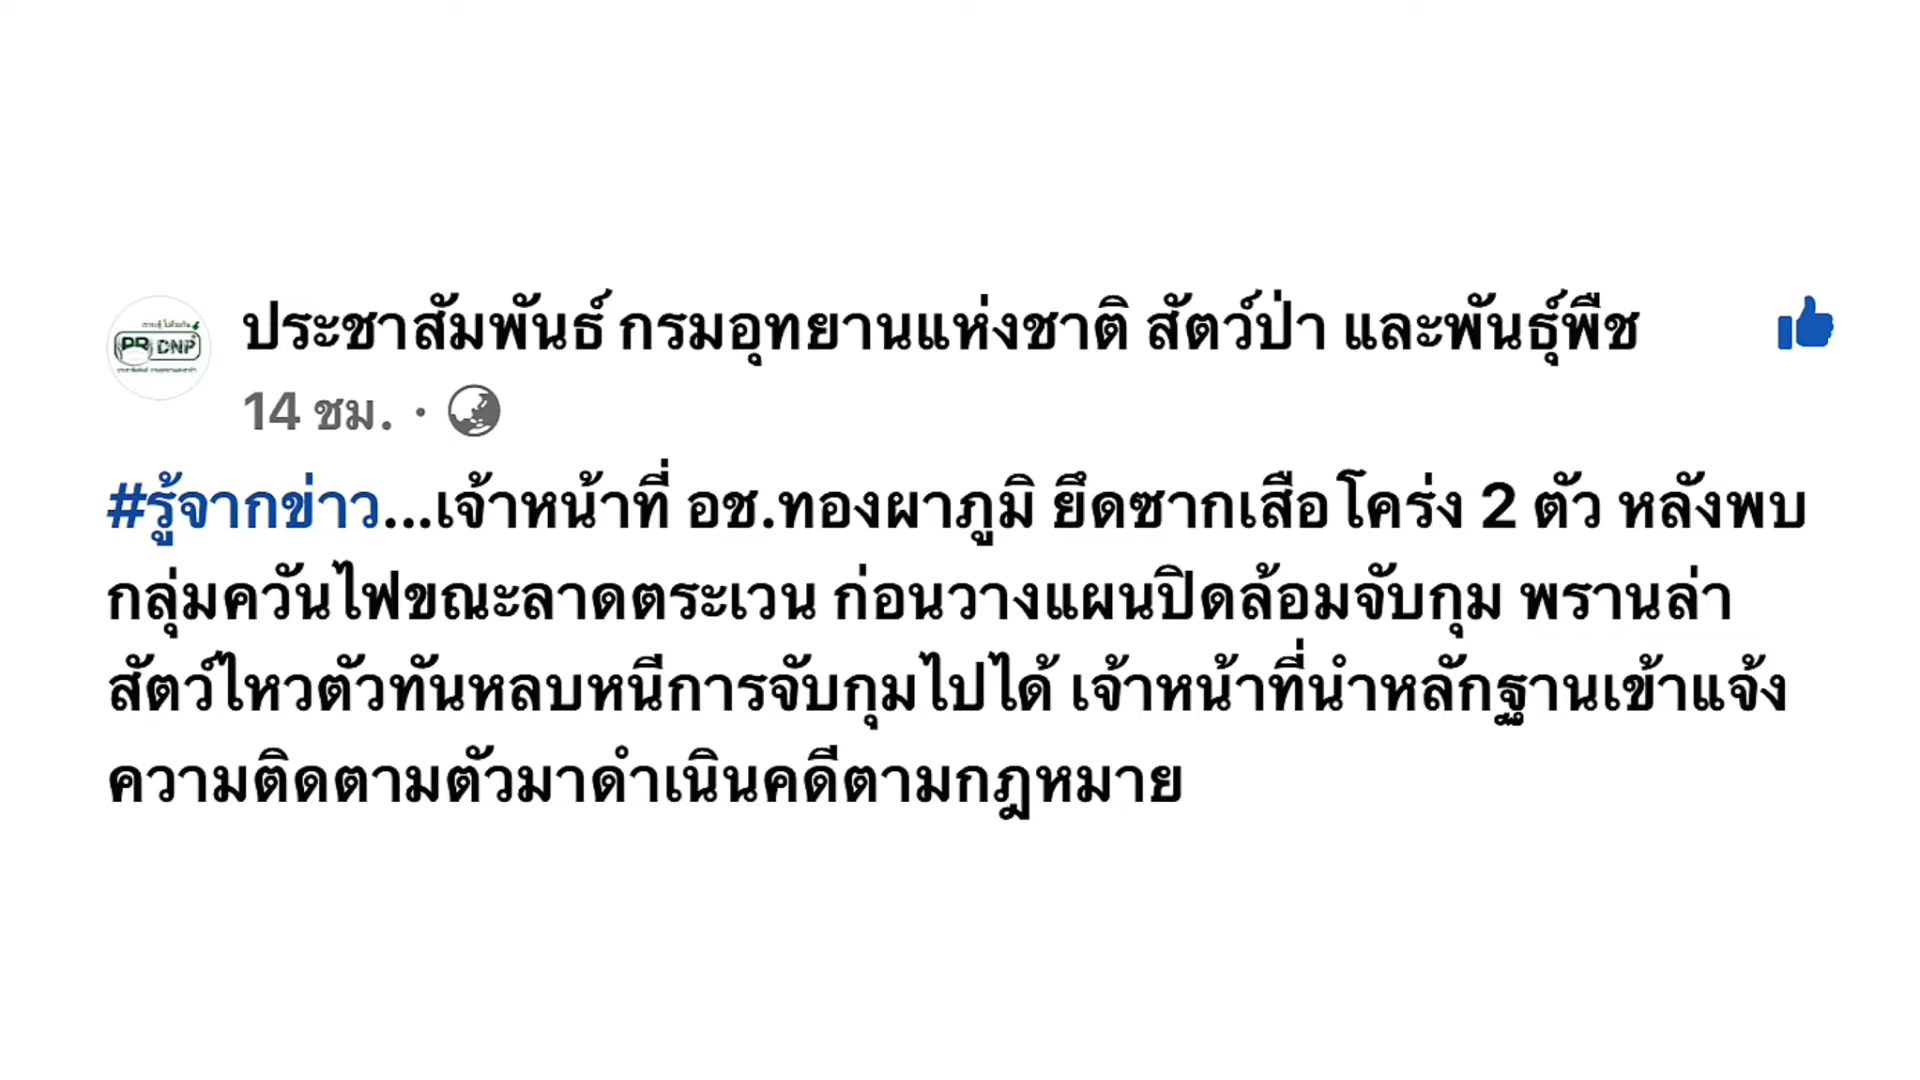 ประชาสัมพันธ์ กรมอุทยานแห่งชาติ สัตว์ป่า และพันธุ์พืช
PR DNP
14 ชม. ·
#รู้จากข่าว...เจ้าหน้าที่ อช.ทองผาภูมิ ยึดซากเสือโคร่ง 2 ตัว หลังพบ
กลุ่มควันไฟขณะลาดตระเวน ก่อนวางแผนปิดล้อมจับกุม พรานล่า
สัตว์ไหวตัวทันหลบหนีการจับกุมไปได้ เจ้าหน้าที่นำหลักฐานเข้าแจ้ง
ความติดตามตัวมาดำเนินคดีตามกฎหมาย